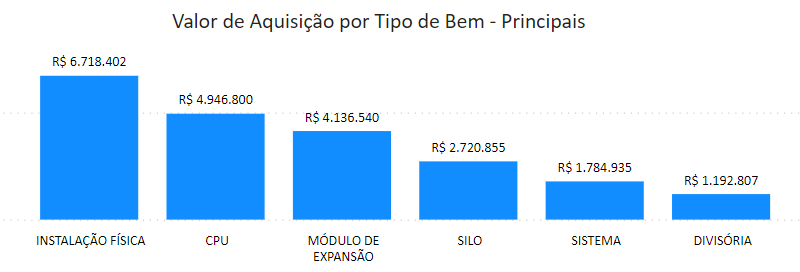 Valor de Aquisição por Tipo de Bem - Principais
R$ 6.718.402
R$ 4.946.800
R$ 4.136.540
R$ 2.720.855
R$ 1.784.935
R$ 1.192.807
INSTALAÇÃO FÍSICA
CPU
MÓDULO DE
EXPANSÃO
SILO
SISTEMA
DIVISÓRIA